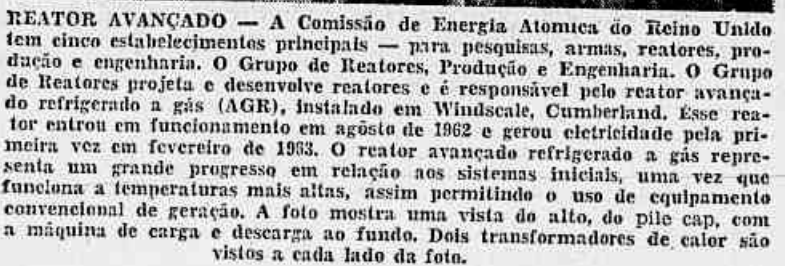 REATOR AVANÇADO — A Comissão de Energia Atomica do Reino Unido
tem cinco estabelecimentos principais — para pesquisas, armas, reatores, pro-
dução e engenharia. O Grupo de Reatores, Produção e Engenharia. O Grupo
de Reatores projeta e desenvolve reatores e é responsável pelo reator avança-
do refrigerado a gás (AGR), instalado em Windscale, Cumberland. Ésse rea-
tor entrou em funcionamento em agôsto de 1962 e gerou eletricidade pela pri-
meira vez em fevereiro de 1963. O reator avançado refrigerado a gás repre-
senta um grande progresso em relação aos sistemas iniciais, uma vez que
funciona a temperaturas mais altas, assim permitindo o uso de equipamento
convencional de geração. A foto mostra uma vista do alto, do pile cap, com
a máquina de carga e descarga ao fundo. Dois transformadores de calor são
vistos a cada lado da foto.